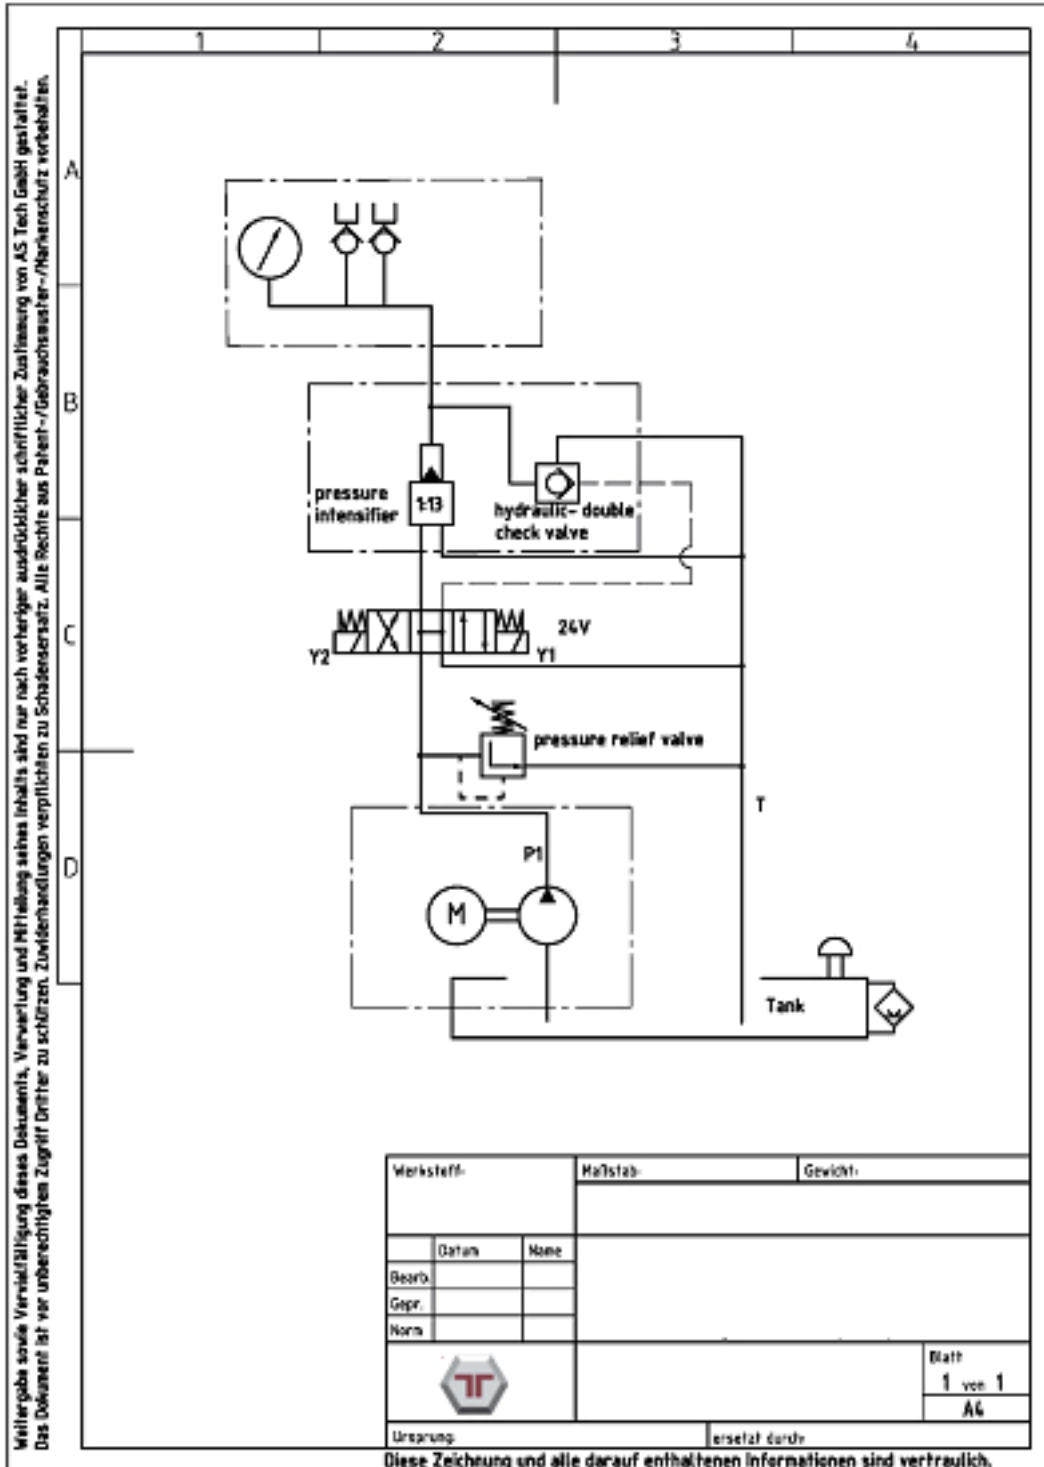 1 2 3 4
A
B
C
D
Weitergabe sowie Vervielfältigung dieses Dokuments, Verwertung und Mitteilung seines Inhalts sind nur nach vorheriger ausdrücklicher schriftlicher Zustimmung von AS Tech GmbH gestattet.
Das Dokument ist vor unberechtigten Zugriff Dritter zu schützen. Zuwiderhandlungen verpflichten zu Schadensersatz. Alle Rechte aus Patent-/Gebrauchsmuster-/Markenschutz vorbehalten.
pressure
intensifier
1:13
hydraulic- double
check valve
24V
Y2
Y1
pressure relief valve
T
P1
M
Tank
Werkstoff: Maßstab: Gewicht:
Datum Name
Bearb.
Gepr.
Norm
Blatt
1 von 1
A4
Ursprung: ersetzt durch:
Diese Zeichnung und alle darauf enthaltenen Informationen sind vertraulich.